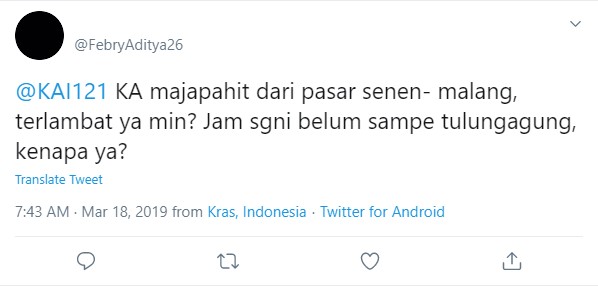 @FebryAditya26
@KAI121 KA majapahit dari pasar senen- malang,
terlambat ya min? Jam sgni belum sampe tulungagung,
kenapa ya?
Translate Tweet
7:43 AM · Mar 18, 2019 from Kras, Indonesia · Twitter for Android